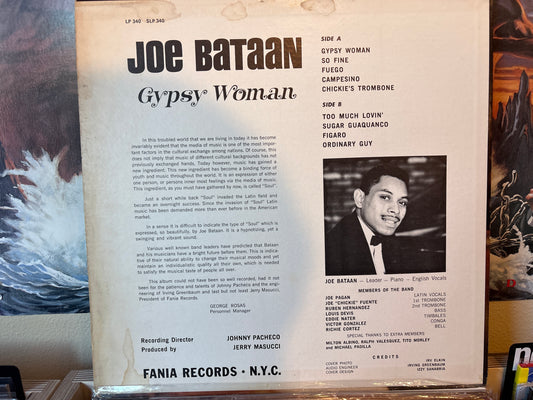 LP 340 SLP 340
JOE BATAAN
Gypsy Woman
SIDE A
GYPSY WOMAN
SO FINE
FUEGO
CAMPESINO
CHICKIE'S TROMBONE
SIDE B
TOO MUCH LOVIN'
SUGAR GUAGUANCO
FIGARO
ORDINARY GUY
In this troubled world that we are living in today it has become
invariably evident that the media of music is one of the most impor-
tant factors in the cultural exchange among nations. Of course, this
does not imply that music of different cultural backgrounds has not
previously exchanged hands. Today however, music has gained a
new ingredient. This new ingredient has become a binding force of
youth and music throughout the world. It is an expression of either
one person, or persons inner most feelings via the media of music.
This ingredient, as you must have gathered by now, is called "Soul".
Just a short while back "Soul" invaded the Latin field and
became an overnight success. Since the invasion of "Soul" Latin
music has been demanded more than ever before in the American
market.
In a sense it is difficult to indicate the type of "Soul" which is
expressed, so beautifully, by Joe Bataan. It is a hypnotizing, yet a
swinging and vibrant sound.
Various well known band leaders have predicted that Bataan
and his musicians have a bright future before them. This is indica-
tive of their natural ability to change their musical moods and yet
maintain an individualistic quality all their own, which is needed
to satisfy the musical taste of people all over.
This album could not have been so well recorded, had it not
been for the patience and talents of Johnny Pacheco and the engi-
neering of Irving Greenbaum and last but not least Jerry Masucci,
President of Fania Records.
GEORGE ROSAS
Personnel Manager
Recording Director JOHNNY PACHECO
Produced by JERRY MASUCCI
FANIA RECORDS • N.Y.C.
JOE BATAAN — Leader - Piano - English Vocals
MEMBERS OF THE BAND
JOE PAGAN LATIN VOCALS
JOE "CHICKIE" FUENTE 1st TROMBONE
RUBEN HERNANDEZ 2nd TROMBONE
LOUIS DEVIS BASS
EDDIE NATER TIMBALES
VICTOR GONZALEZ CONGA
RICHIE CORTEZ BELL
SPECIAL THANKS TO EXTRA MEMBERS
MILTON ALBINO, RALPH VALESQUEZ, TITO MORLEY
and MICHAEL PADILLA
CREDITS
COVER PHOTO IRV ELKIN
AUDIO ENGINEER IRVING GREENBAUM
COVER DESIGN IZZY SANABRIA